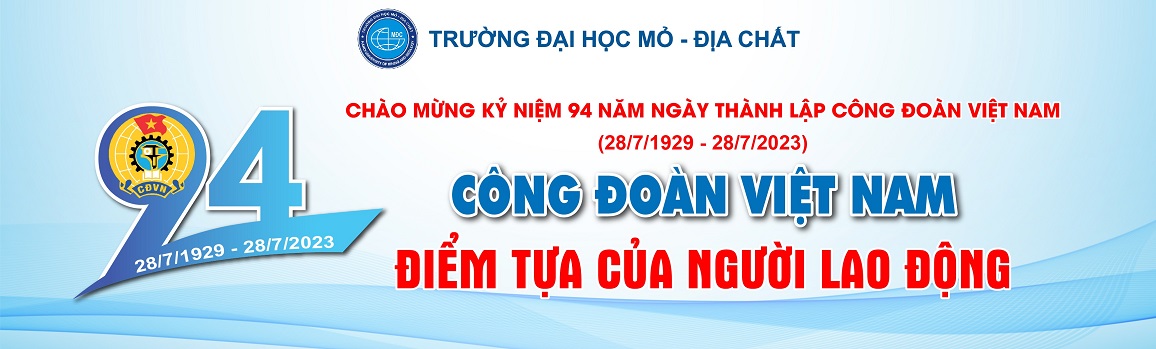 TRƯỜNG ĐẠI HỌC MỎ - ĐỊA CHẤT
CHÀO MỪNG KỶ NIỆM 94 NĂM NGÀY THÀNH LẬP CÔNG ĐOÀN VIỆT NAM
(28/7/1929 - 28/7/2023)
CÔNG ĐOÀN VIỆT NAM
ĐIỂM TỰA CỦA NGƯỜI LAO ĐỘNG
94
CĐVN
28/7/1929 - 28/7/2023